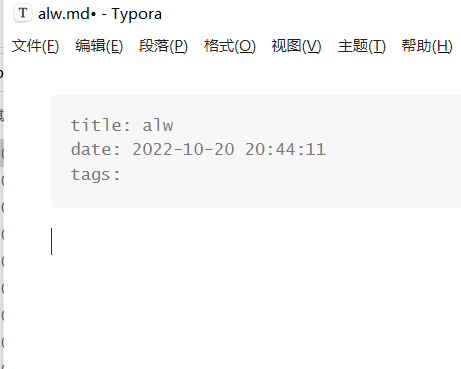 alw.md• - Typora
文件(F) 编辑(E) 段落(P) 格式(O) 视图(V) 主题(T) 帮助(H)
title: alw
date: 2022-10-20 20:44:11
tags: